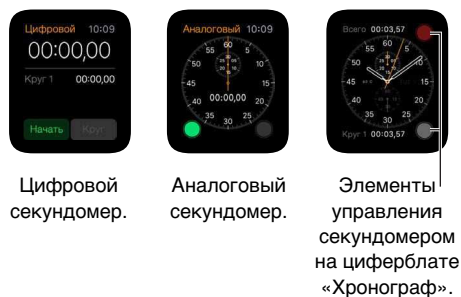 Цифровой 10:09
00:00,00
Круг 1 00:00,00
Начать Круг
Аналоговый 10:09
55 60 5
50 10
45 15
40 20
35 30 25
00:00,00
Всего 00:03,57
55 60 5
50 10
45 15
40 20
35 30 25
Круг 1 00:03,57
Цифровой
секундомер.
Аналоговый
секундомер.
Элементы
управления
секундомером
на циферблате
«Хронограф».